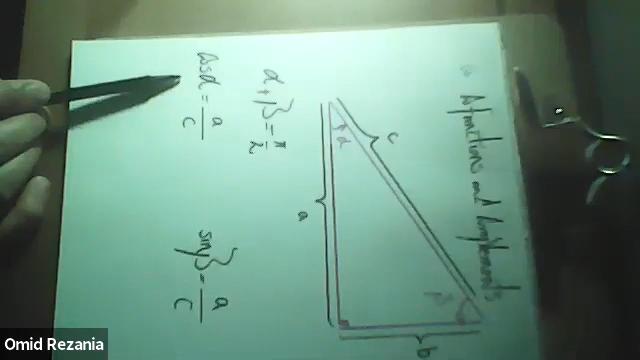 Cofunctions and Complements
α
c
a
β
b
α + β = π/2
cos α = a/c
sin β = a/c
Omid Rezania